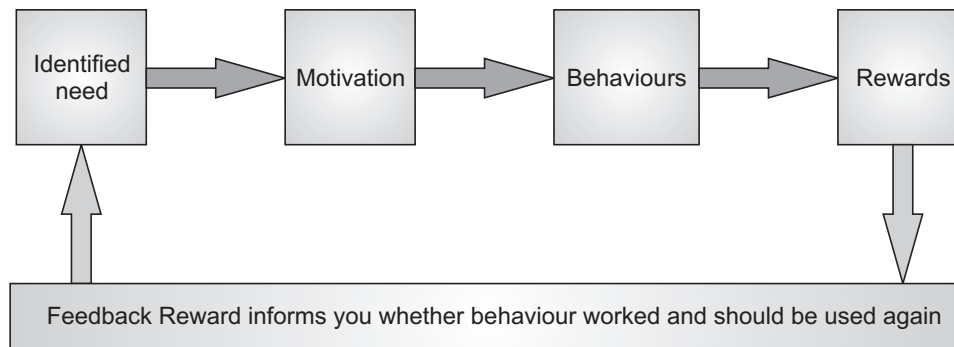 Identified
need
Motivation
Behaviours
Rewards
Feedback Reward informs you whether behaviour worked and should be used again